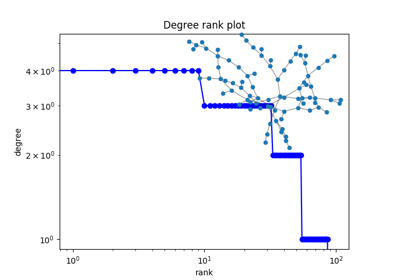 Degree rank plot
degree
4 × 10⁰
3 × 10⁰
2 × 10⁰
10⁰
10⁰ 10¹ 10²
rank